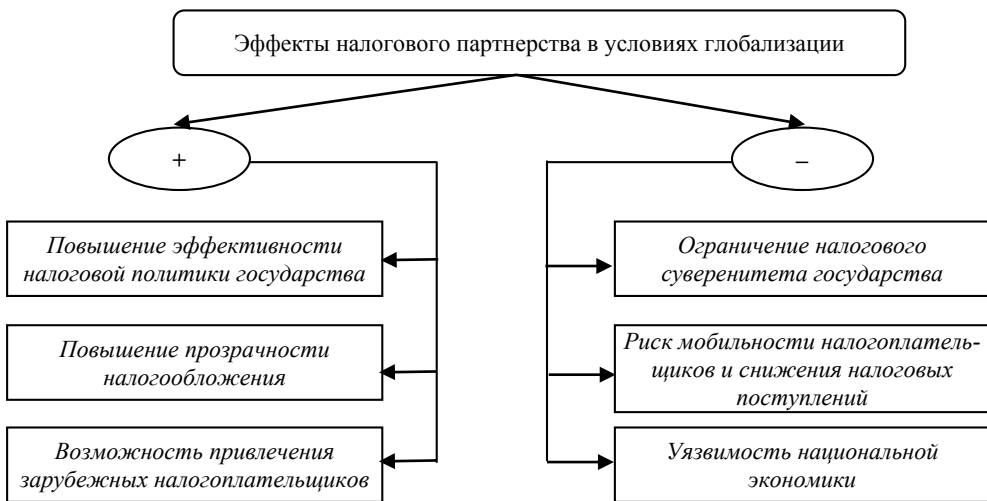 Эффекты налогового партнерства в условиях глобализации
+
–
Повышение эффективности
налоговой политики государства
Повышение прозрачности
налогообложения
Возможность привлечения
зарубежных налогоплательщиков
Ограничение налогового
суверенитета государства
Риск мобильности налогоплатель-
щиков и снижения налоговых
поступлений
Уязвимость национальной
экономики